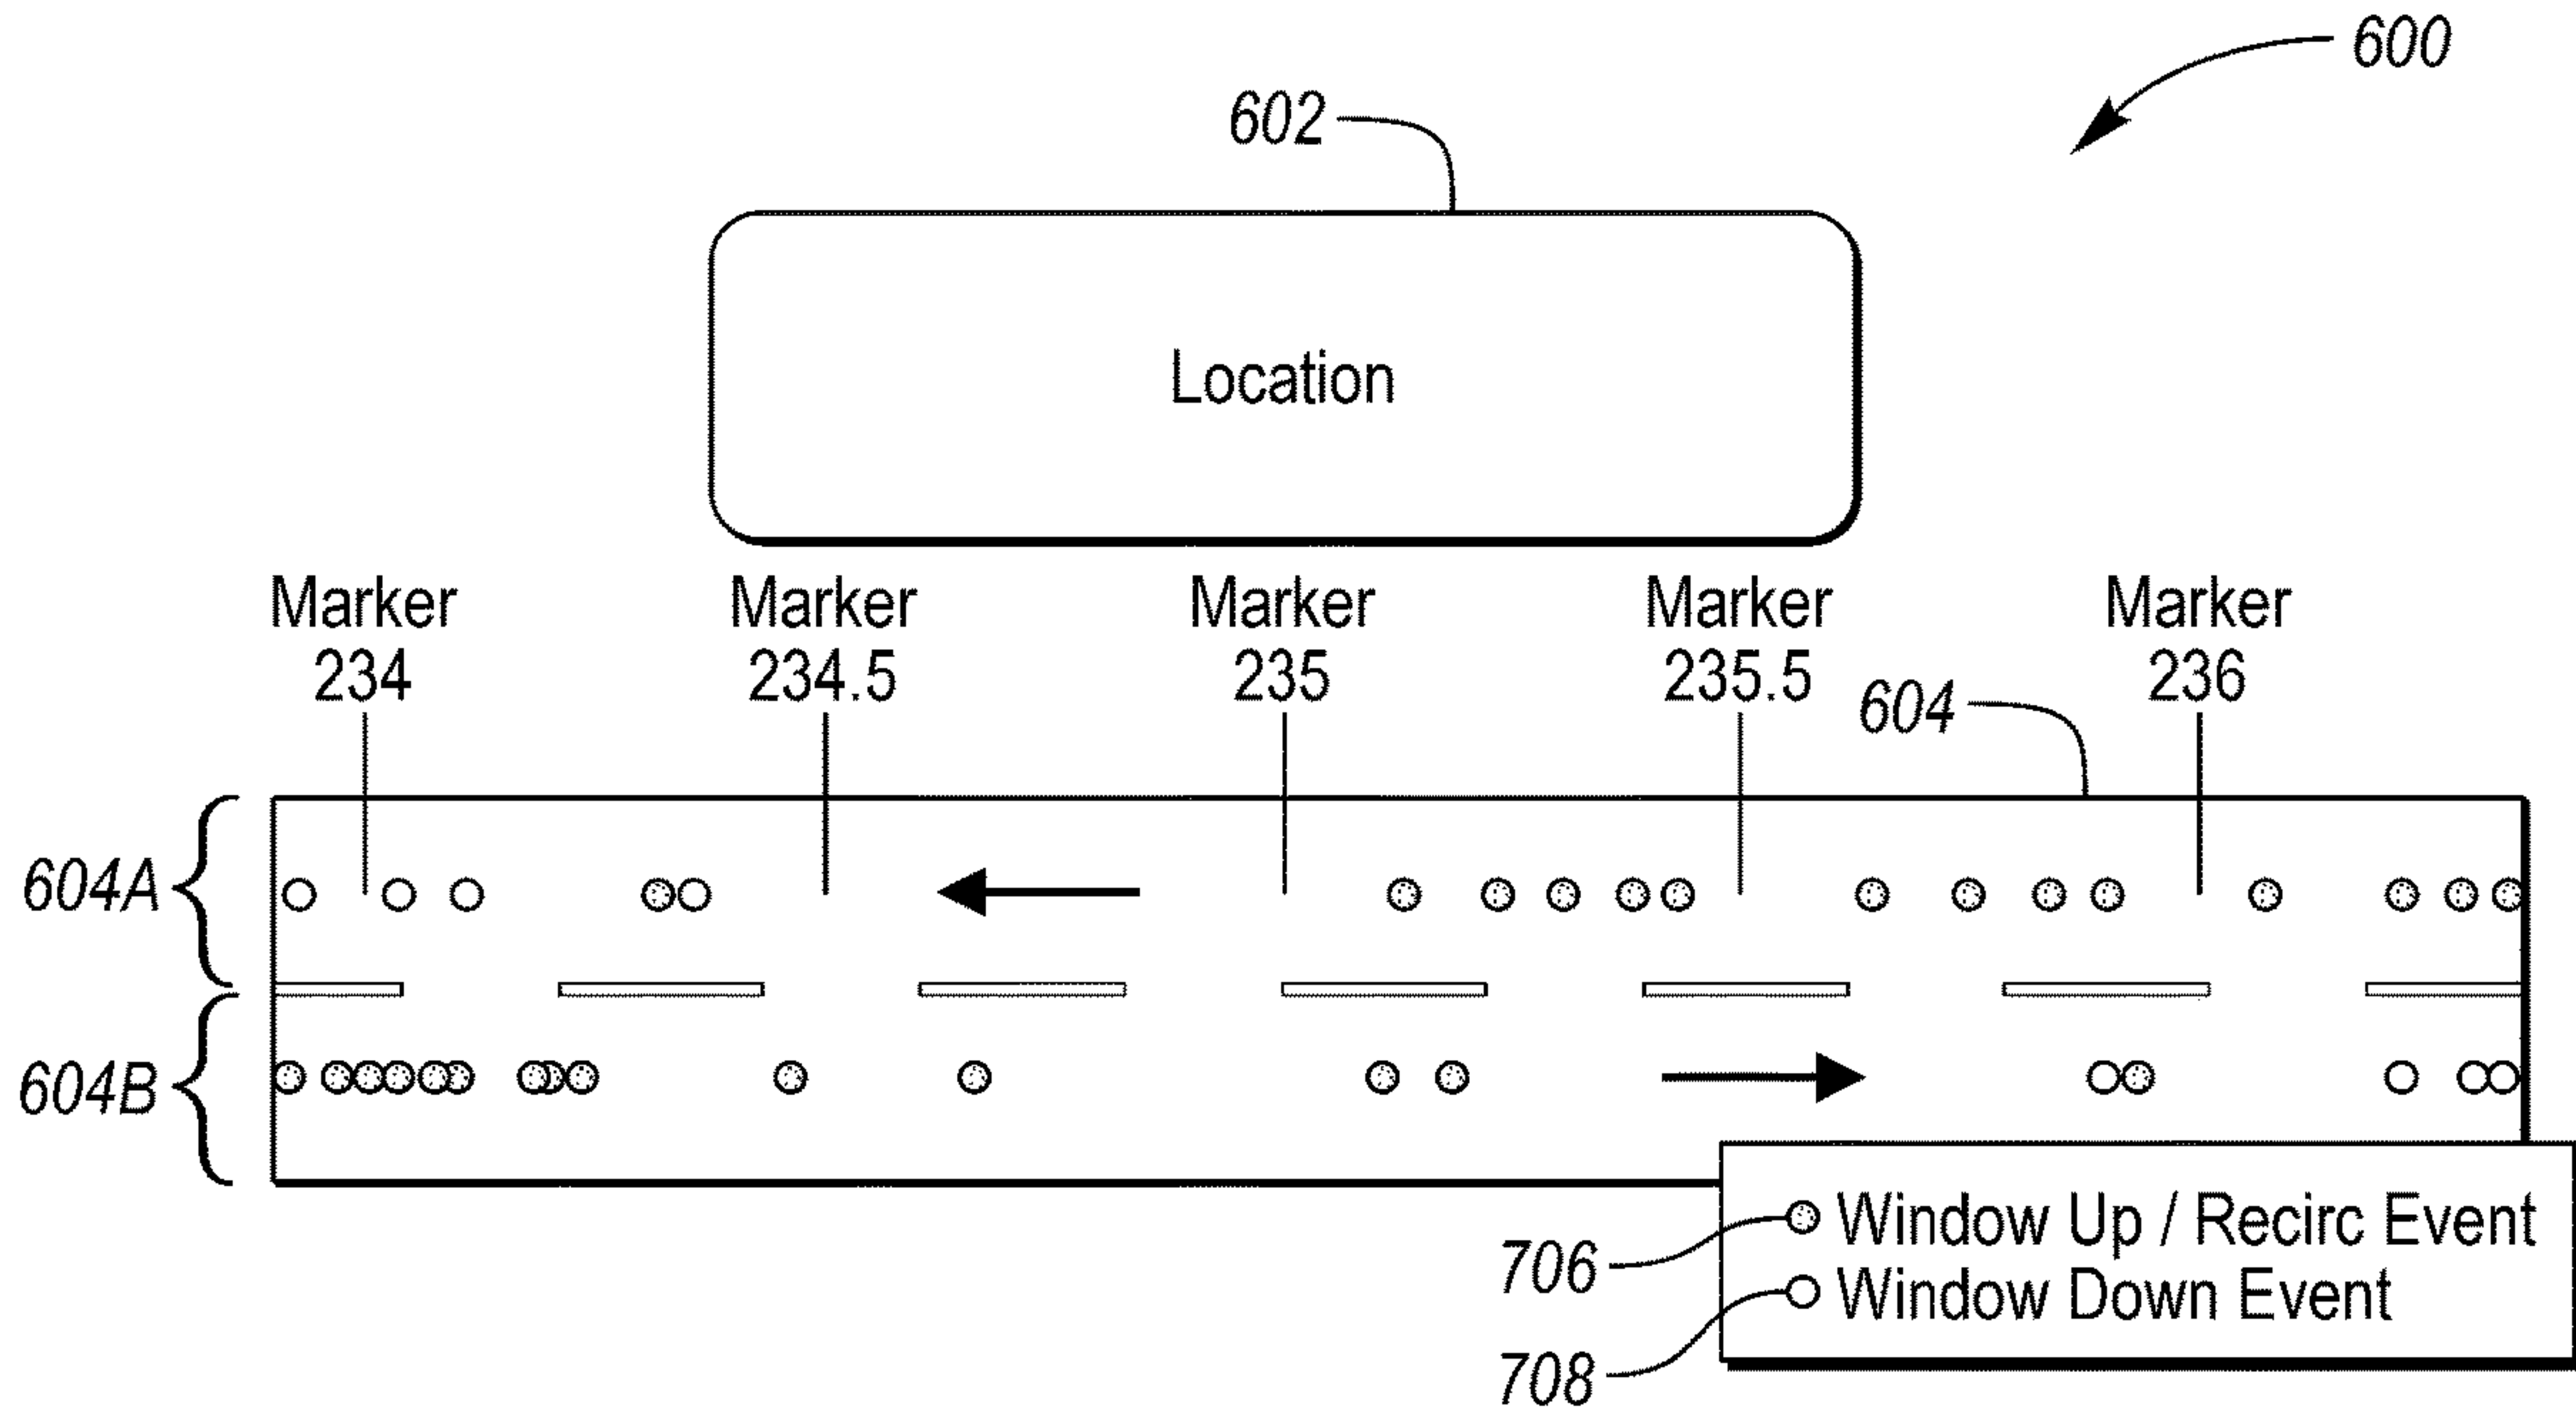 600
602
Location
Marker
234
Marker
234.5
Marker
235
Marker
235.5
Marker
236
604
604A
604B
Window Up / Recirc Event
706
Window Down Event
708